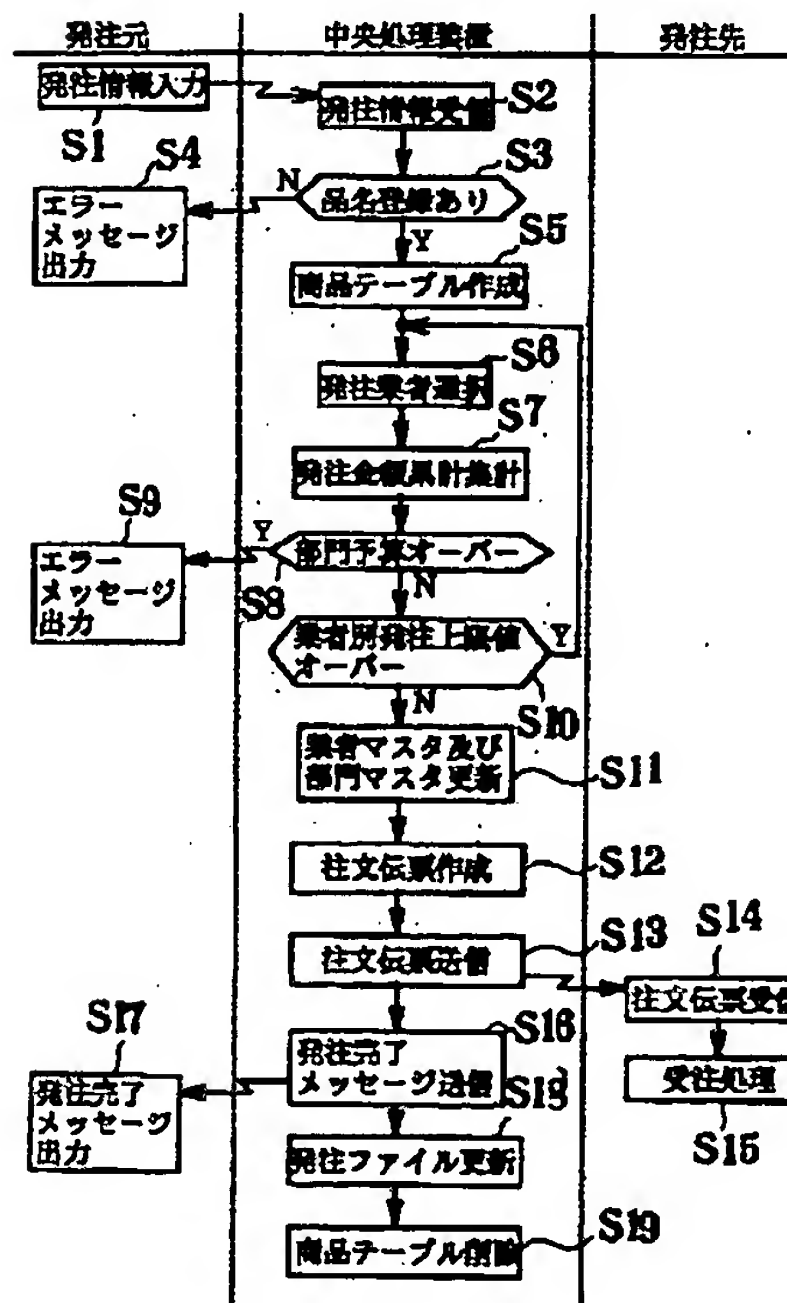 発注元
中央処理装置
発注先
発注情報入力
S1
発注情報受信
S2
S3
品名登録あり
N
Y
S4
エラー
メッセージ
出力
S5
商品テーブル作成
S6
発注業者選択
S7
発注金額累計集計
S8
部門予算オーバー
Y
N
S9
エラー
メッセージ
出力
業者別発注上限値
オーバー
Y
N
S10
業者マスタ及び
部門マスタ更新
S11
注文伝票作成
S12
注文伝票送信
S13
S14
注文伝票受信
受注処理
S15
S16
発注完了
メッセージ送信
S17
発注完了
メッセージ
出力
S18
発注ファイル更新
商品テーブル削除
S19